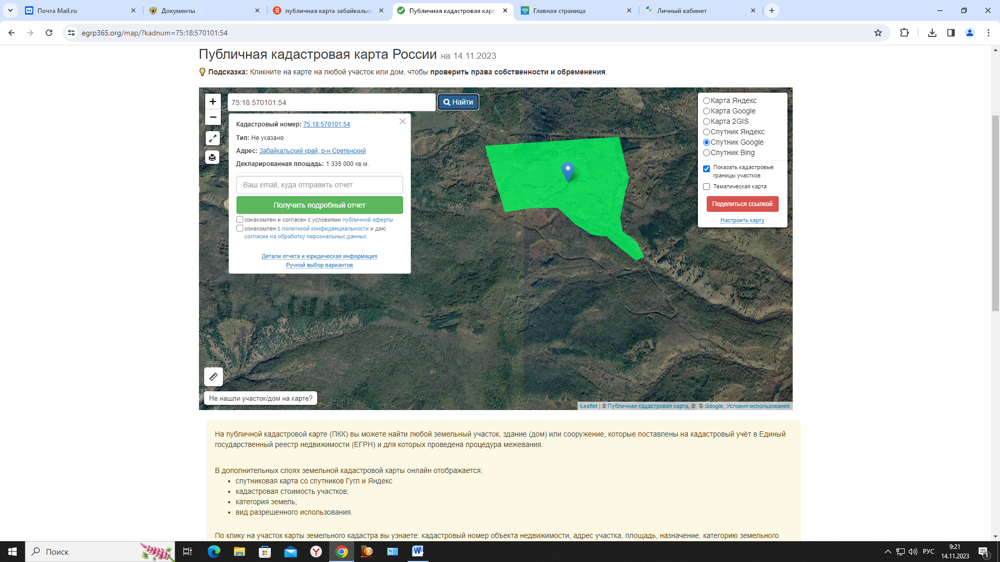 Почта Mail.ru
Документы
публичная карта забайкальск
Публичная кадастровая карт
Главная страница
Личный кабинет
egrp365.org/map/?kadnum=75:18:570101:54
Публичная кадастровая карта России на 14.11.2023
Подсказка: Кликните на карте на любой участок или дом, чтобы проверить права собственности и обременения.
75:18:570101:54
Найти
Кадастровый номер: 75:18:570101:54
Тип: Не указано
Адрес: Забайкальский край, р-н Сретенский
Декларированная площадь: 1 335 000 кв.м.
Ваш email, куда отправить отчет
Получить подробный отчет
ознакомлен и согласен с условиями публичной оферты
ознакомлен с политикой конфиденциальности и даю
согласие на обработку персональных данных
Детали отчета и юридическая информация
Ручной выбор вариантов
Карта Яндекс
Карта Google
Карта 2GIS
Спутник Яндекс
Спутник Google
Спутник Bing
Показать кадастровые
границы участков
Тематическая карта
Поделиться ссылкой
Настроить карту
Не нашли участок/дом на карте?
Leaflet | © Публичная кадастровая карта, ©, © Google, Условия использования
На публичной кадастровой карте (ПКК) вы можете найти любой земельный участок, здание (дом) или сооружение, которые поставлены на кадастровый учёт в Единый
государственный реестр недвижимости (ЕГРН) и для которых проведена процедура межевания.
В дополнительных слоях земельной кадастровой карты онлайн отображается:
• спутниковая карта со спутников Гугл и Яндекс
• кадастровая стоимость участков;
• категория земель;
• вид разрешенного использования.
По клику на участок карты земельного кадастра вы узнаете: кадастровый номер объекта недвижимости, адрес участка, площадь, назначение, категорию земельного
Поиск
РУС
9:21
14.11.2023
1